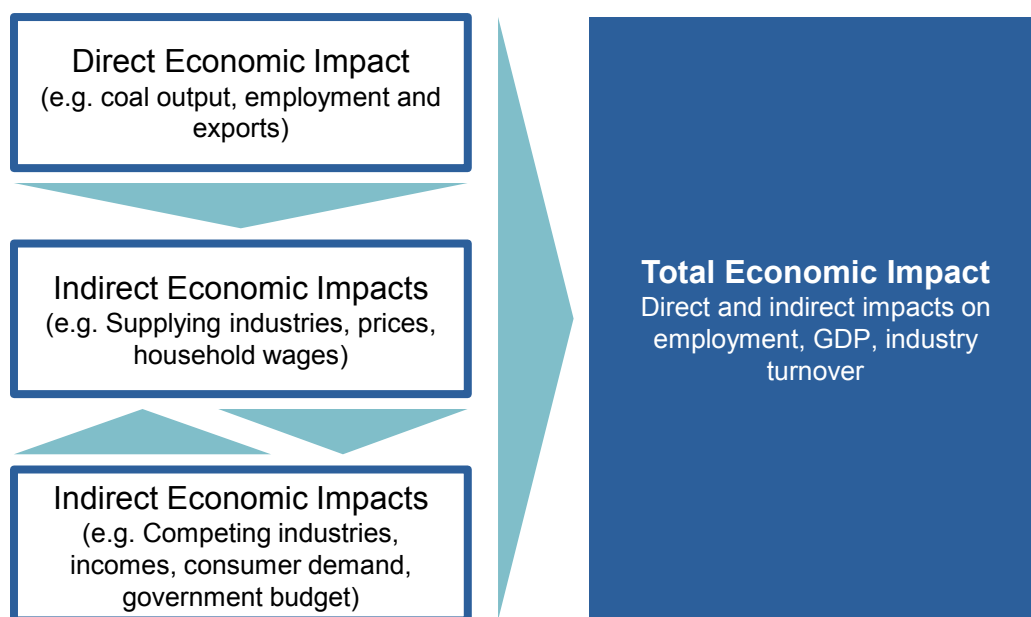 Direct Economic Impact
(e.g. coal output, employment and
exports)
Indirect Economic Impacts
(e.g. Supplying industries, prices,
household wages)
Indirect Economic Impacts
(e.g. Competing industries,
incomes, consumer demand,
government budget)
Total Economic Impact
Direct and indirect impacts on
employment, GDP, industry
turnover